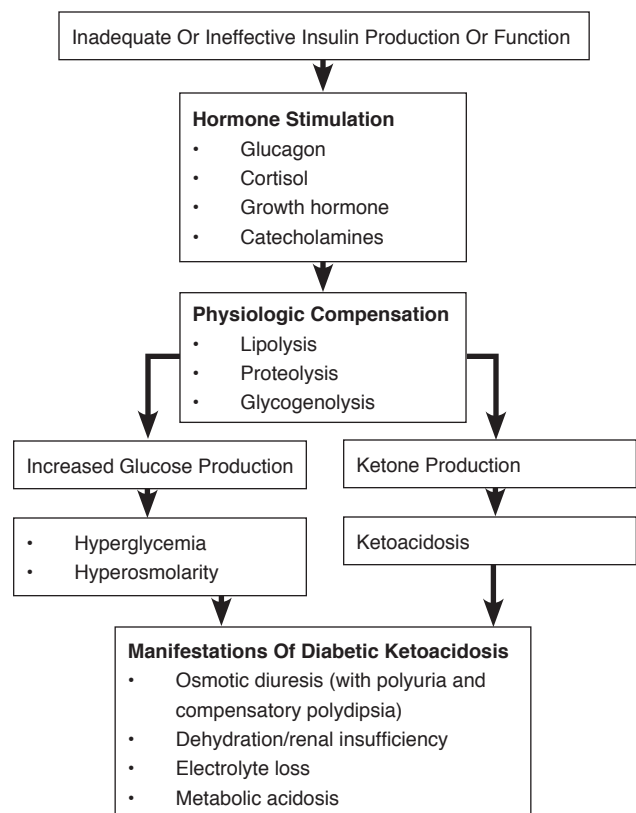 Inadequate Or Ineffective Insulin Production Or Function
Hormone Stimulation
• Glucagon
• Cortisol
• Growth hormone
• Catecholamines
Physiologic Compensation
• Lipolysis
• Proteolysis
• Glycogenolysis
Increased Glucose Production
Ketone Production
• Hyperglycemia
• Hyperosmolarity
Ketoacidosis
Manifestations Of Diabetic Ketoacidosis
• Osmotic diuresis (with polyuria and
compensatory polydipsia)
• Dehydration/renal insufficiency
• Electrolyte loss
• Metabolic acidosis